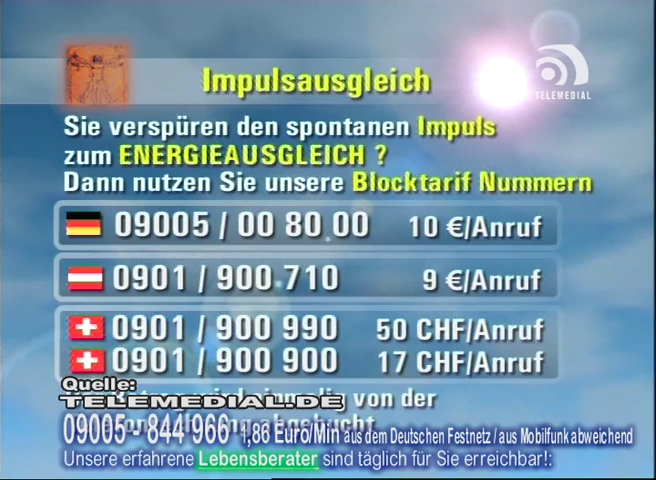 Impulsausgleich
TELEMEDIAL
Sie verspüren den spontanen Impuls
zum ENERGIEAUSGLEICH ?
Dann nutzen Sie unsere Blocktarif Nummern
09005 / 00 80 00 10 €/Anruf
0901 / 900 710 9 €/Anruf
0901 / 900 990 50 CHF/Anruf
0901 / 900 900 17 CHF/Anruf
Quelle:
TELEMEDIAL.DE
von der
09005 - 844 966 1,86 Euro/Min aus dem Deutschen Festnetz / aus Mobilfunk abweichend
Unsere erfahrene Lebensberater sind täglich für Sie erreichbar!: